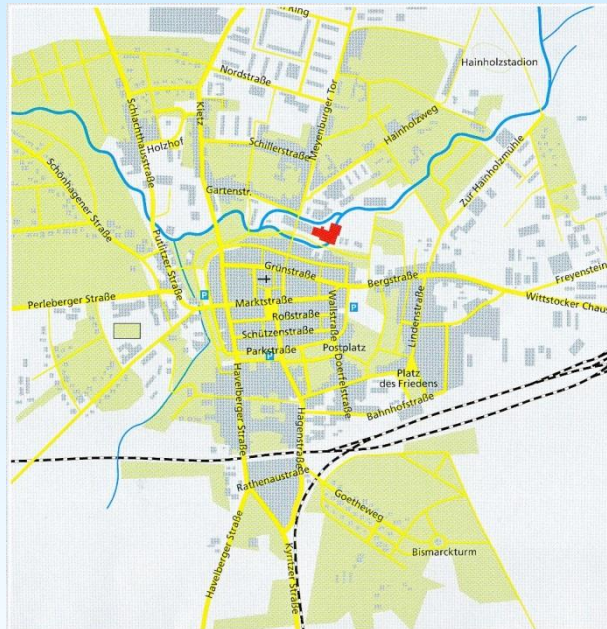 Ring
Hainholzstadion
Nordstraße
Meyenburger Tor
Kietz
Schlachthausstraße
Holzhof
Hainholzweg
Schillerstraße
Schönhagener Straße
Zur Hainholzmühle
Gartenstr.
Putlitzer Straße
Grünstraße
Bergstraße
Freyenstein
Perleberger Straße
Marktstraße
Wallstraße
Lindenstraße
Wittstocker Chaus
P
P
Roßstraße
Schützenstraße
Parkstraße
Postplatz
P
Doerfelstraße
Platz
des Friedens
Havelberger Straße
Hagenstraße
Bahnhofstraße
Rathenaustraße
Goetheweg
Bismarckturm
Havelberger Straße
Kyritzer Straße